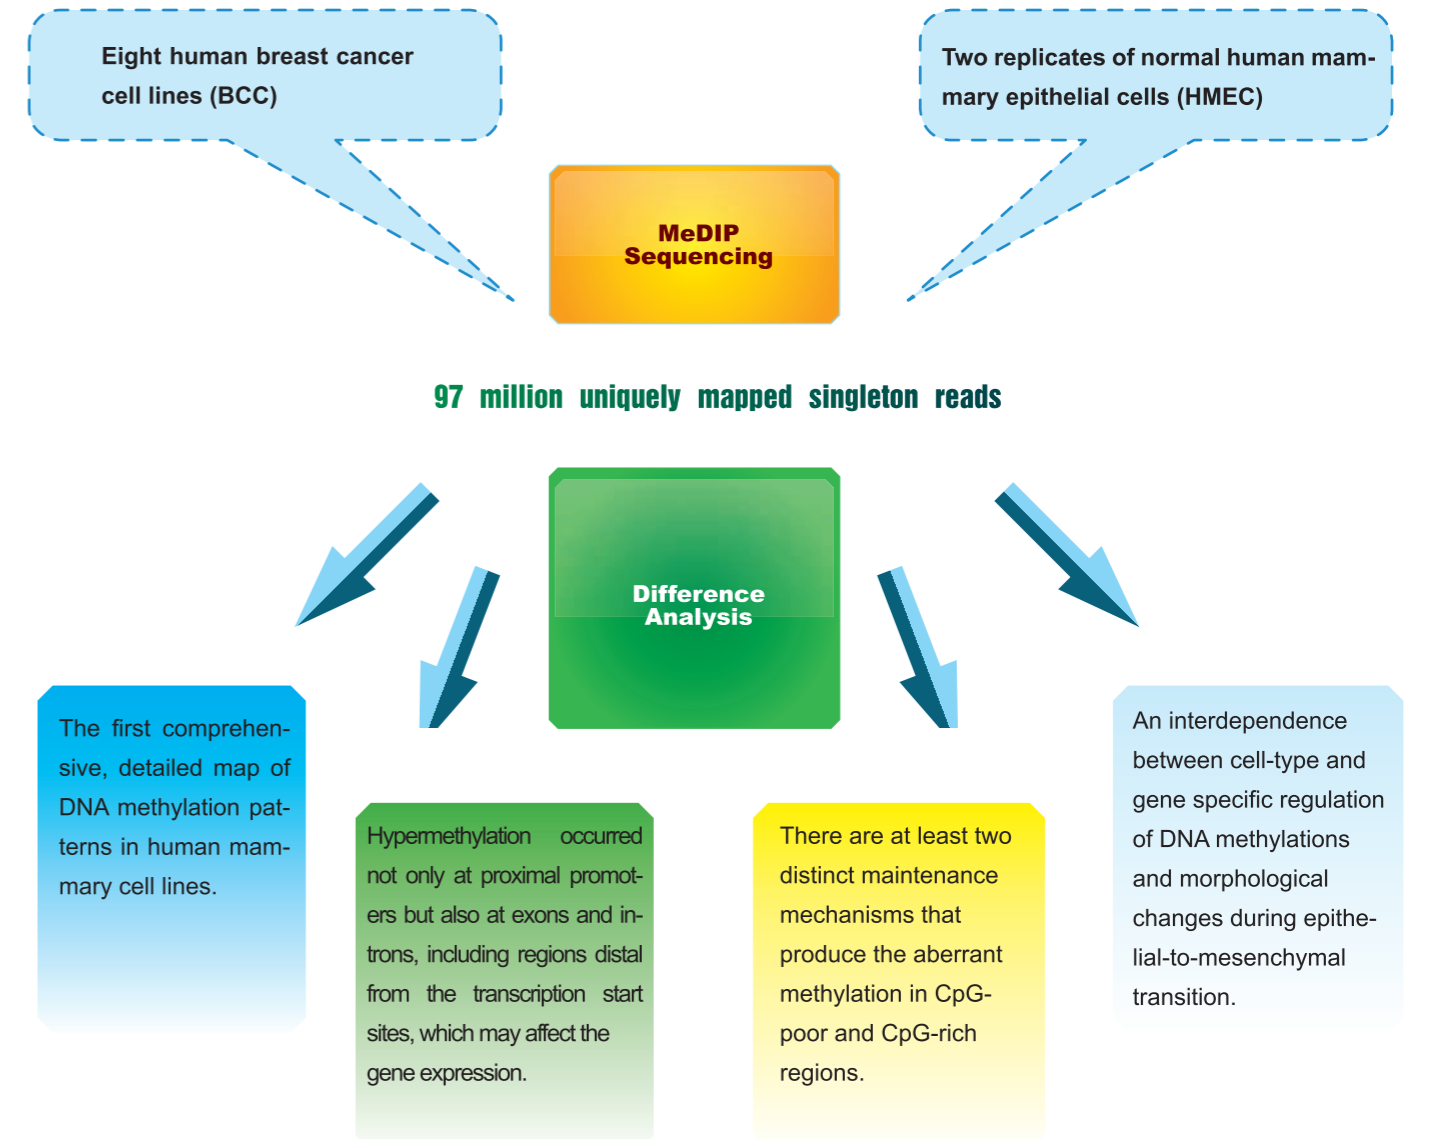 Eight human breast cancer
cell lines (BCC)
Two replicates of normal human mam-
mary epithelial cells (HMEC)
MeDIP
Sequencing
97 million uniquely mapped singleton reads
Difference
Analysis
The first comprehen-
sive, detailed map of
DNA methylation pat-
terns in human mam-
mary cell lines.
Hypermethylation occurred
not only at proximal promot-
ers but also at exons and in-
trons, including regions distal
from the transcription start
sites, which may affect the
gene expression.
There are at least two
distinct maintenance
mechanisms that
produce the aberrant
methylation in CpG-
poor and CpG-rich
regions.
An interdependence
between cell-type and
gene specific regulation
of DNA methylations
and morphological
changes during epithe-
lial-to-mesenchymal
transition.